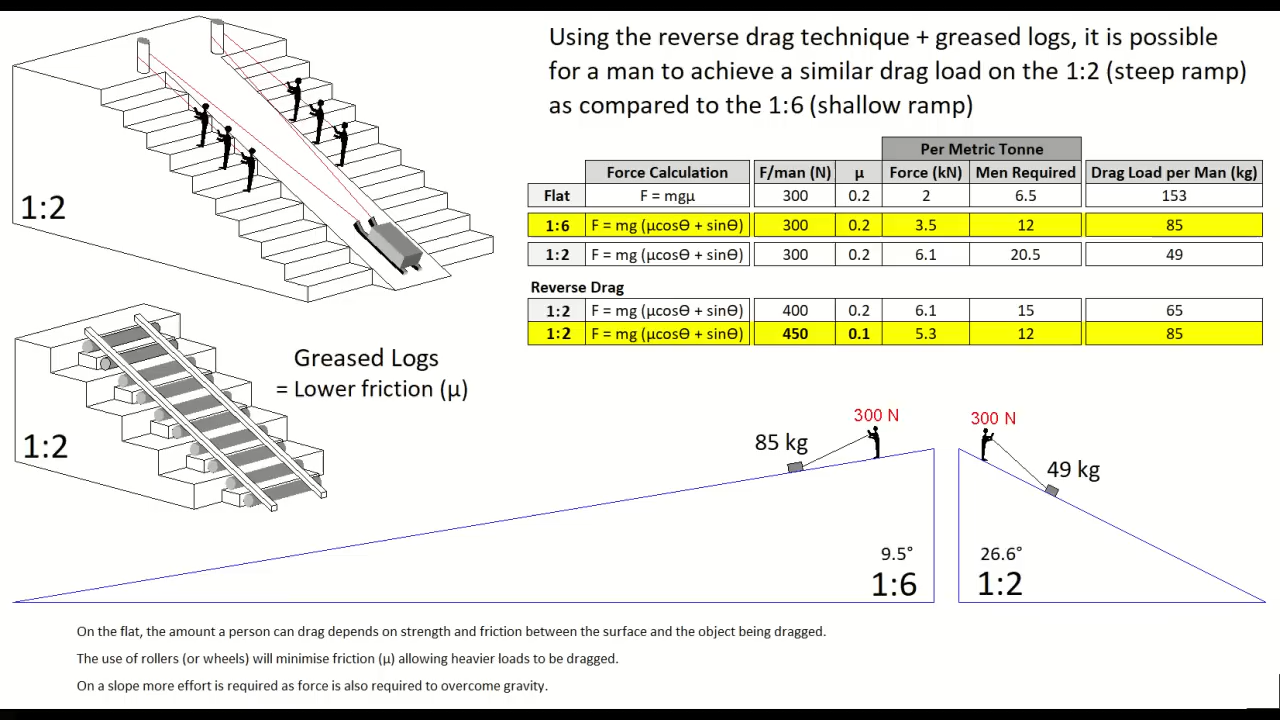 Using the reverse drag technique + greased logs, it is possible
for a man to achieve a similar drag load on the 1:2 (steep ramp)
as compared to the 1:6 (shallow ramp)
1:2
Per Metric Tonne
Force Calculation F/man (N) μ Force (kN) Men Required Drag Load per Man (kg)
Flat F = mgμ 300 0.2 2 6.5 153
1:6 F = mg (μcosƟ + sinƟ) 300 0.2 3.5 12 85
1:2 F = mg (μcosƟ + sinƟ) 300 0.2 6.1 20.5 49
Reverse Drag
1:2 F = mg (μcosƟ + sinƟ) 400 0.2 6.1 15 65
1:2 F = mg (μcosƟ + sinƟ) 450 0.1 5.3 12 85
Greased Logs
= Lower friction (μ)
1:2
300 N
85 kg
9.5°
1:6
300 N
49 kg
26.6°
1:2
On the flat, the amount a person can drag depends on strength and friction between the surface and the object being dragged.
The use of rollers (or wheels) will minimise friction (μ) allowing heavier loads to be dragged.
On a slope more effort is required as force is also required to overcome gravity.